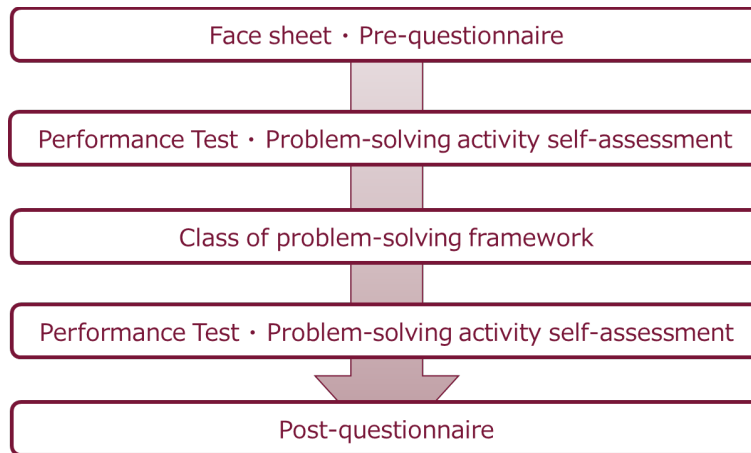 Face sheet・Pre-questionnaire
Performance Test・Problem-solving activity self-assessment
Class of problem-solving framework
Performance Test・Problem-solving activity self-assessment
Post-questionnaire